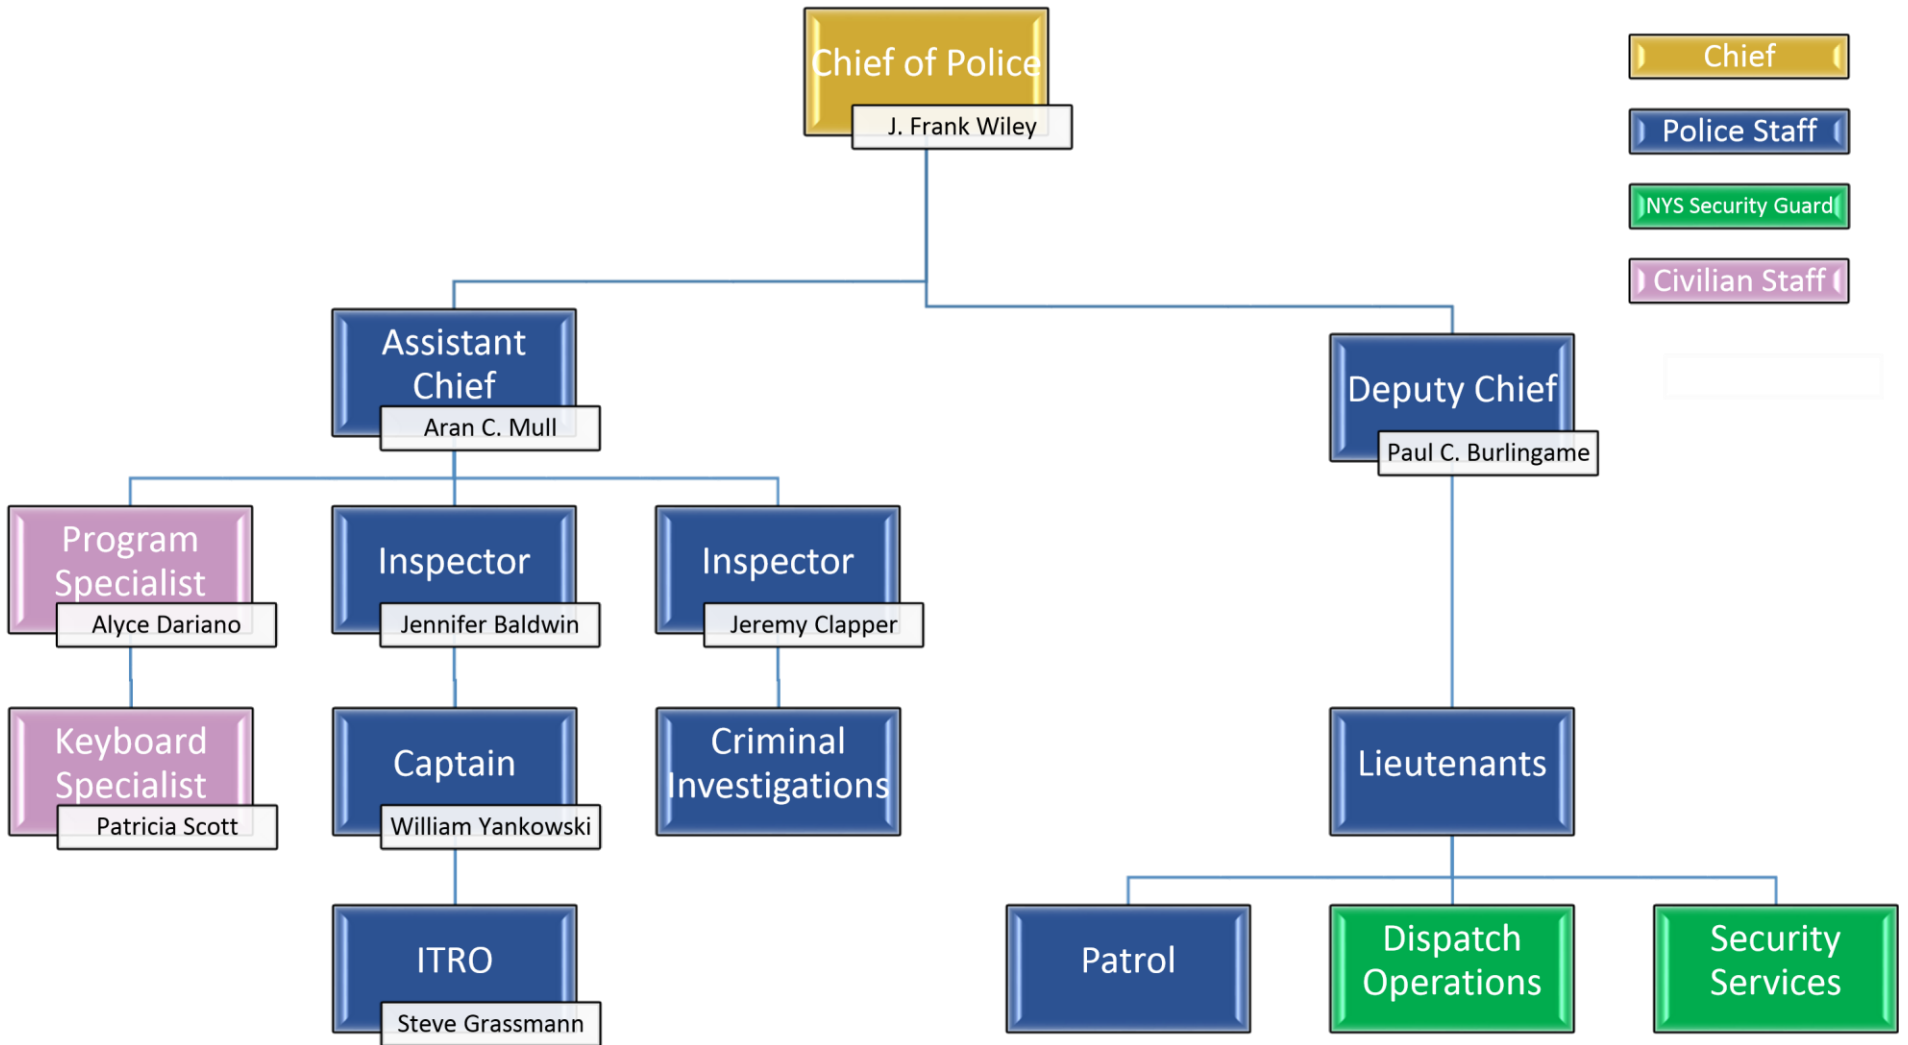 Chief of Police
J. Frank Wiley
Chief
Police Staff
NYS Security Guard
Civilian Staff
Assistant
Chief
Aran C. Mull
Deputy Chief
Paul C. Burlingame
Program
Specialist
Alyce Dariano
Inspector
Jennifer Baldwin
Inspector
Jeremy Clapper
Keyboard
Specialist
Patricia Scott
Captain
William Yankowski
Criminal
Investigations
Lieutenants
ITRO
Steve Grassmann
Patrol
Dispatch
Operations
Security
Services